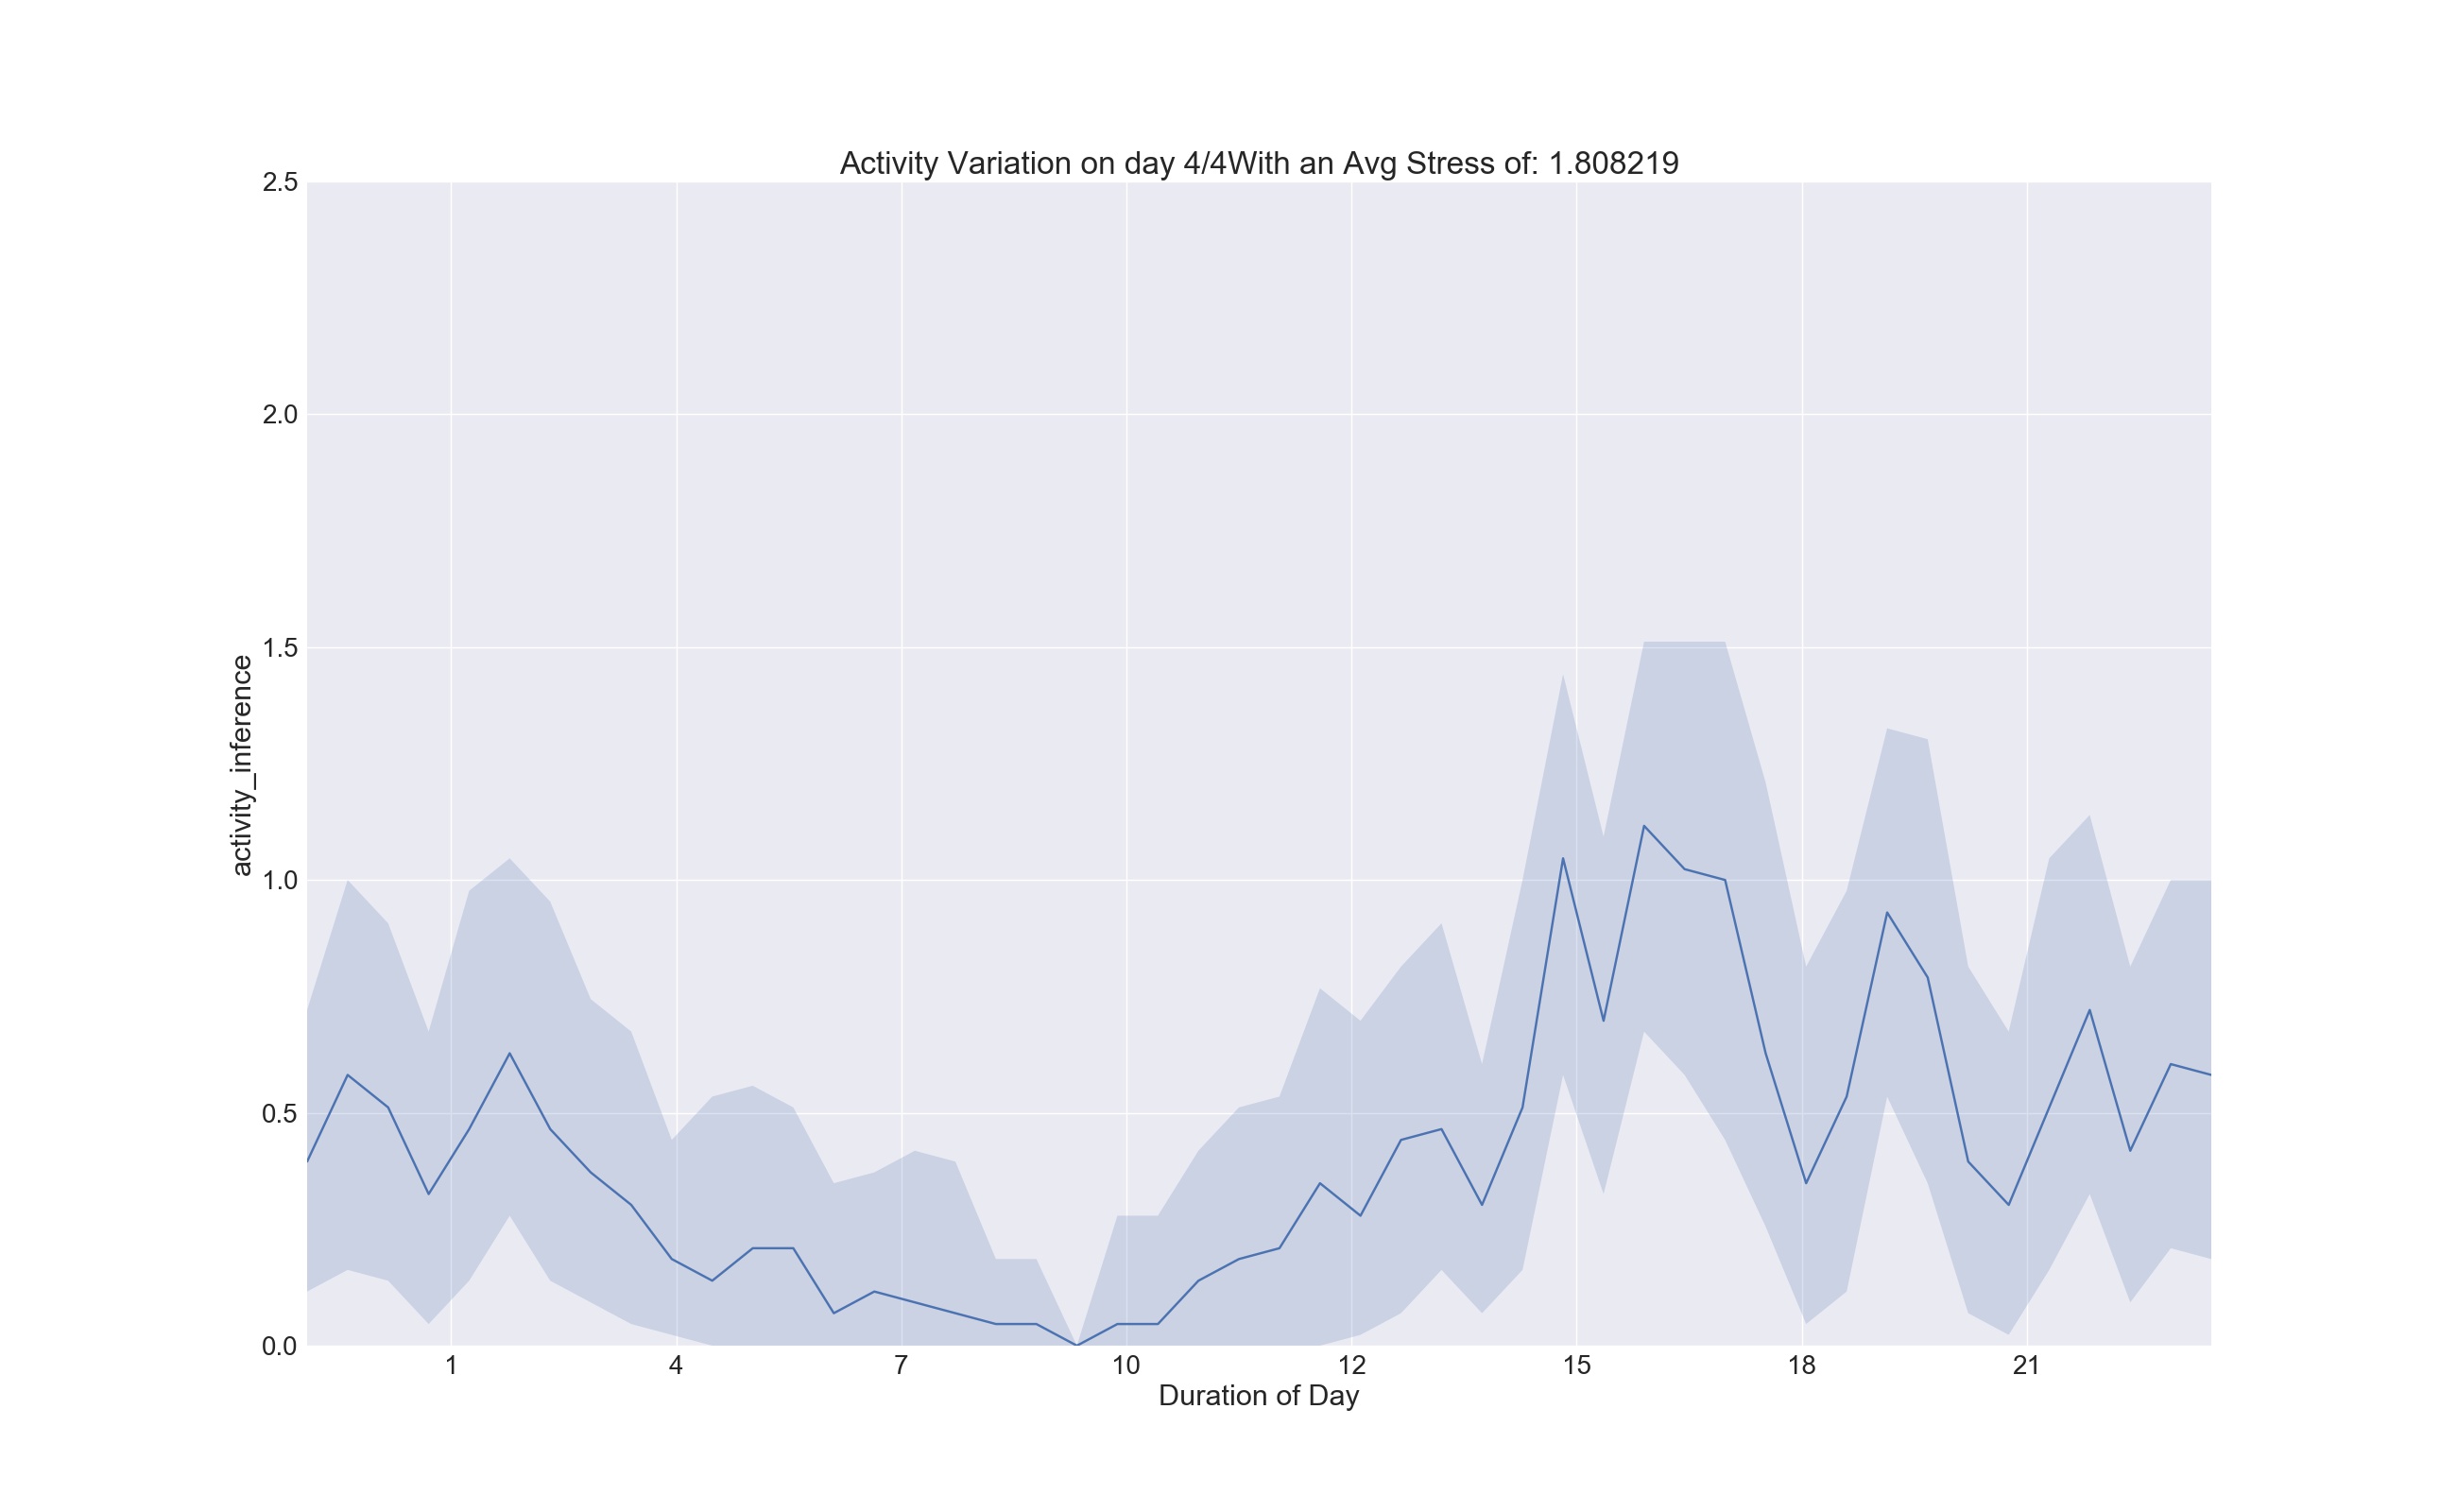 Activity Variation on day 4/4With an Avg Stress of: 1.808219
2.5
2.0
1.5
1.0
0.5
0.0
activity_inference
1 4 7 10 12 15 18 21
Duration of Day